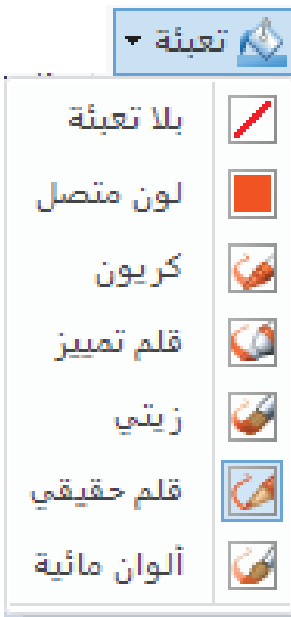 تعبئة
بلا تعبئة
لون متصل
كريون
قلم تمييز
زيتي
قلم حقيقي
ألوان مائية